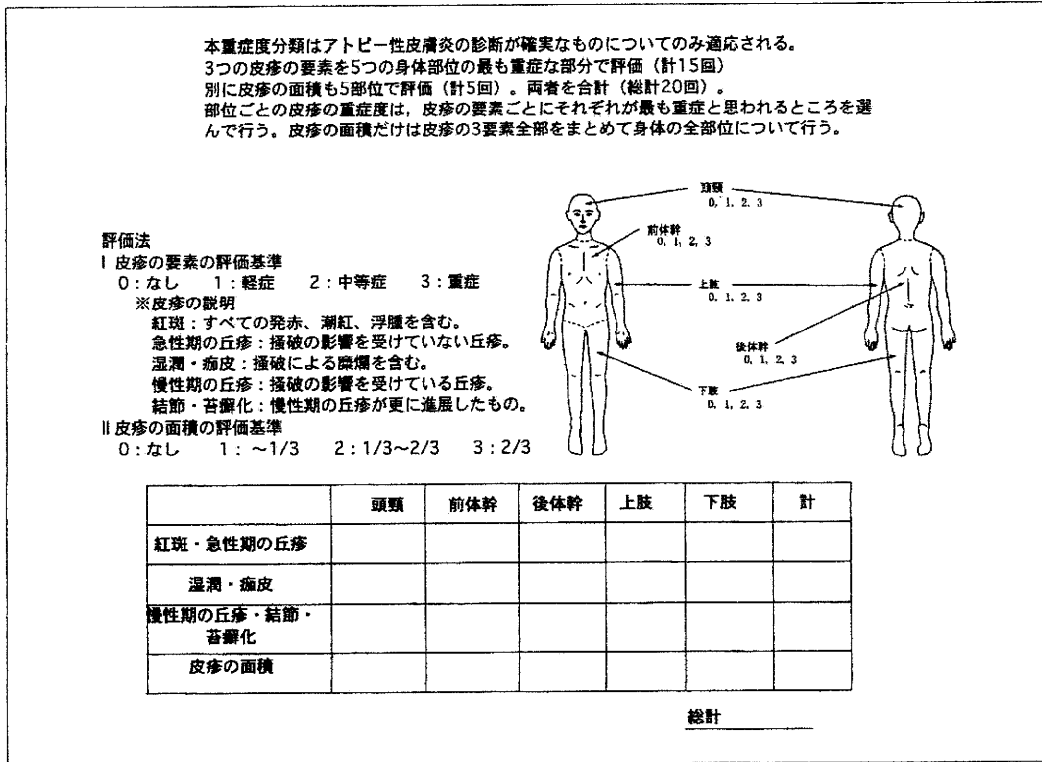 本重症度分類はアトピー性皮膚炎の診断が確実なものについてのみ適応される。
3つの皮疹の要素を5つの身体部位の最も重症な部分で評価（計15回）
別に皮疹の面積も5部位で評価（計5回）。両者を合計（総計20回）。
部位ごとの皮疹の重症度は，皮疹の要素ごとにそれぞれが最も重症と思われるところを選
んで行う。皮疹の面積だけは皮疹の3要素全部をまとめて身体の全部位について行う。
頭頸
0, 1, 2, 3
前体幹
0, 1, 2, 3
上肢
0, 1, 2, 3
後体幹
0, 1, 2, 3
下肢
0, 1, 2, 3
評価法
I 皮疹の要素の評価基準
0：なし 1：軽症 2：中等症 3：重症
※皮疹の説明
紅斑：すべての発赤、潮紅、浮腫を含む。
急性期の丘疹：掻破の影響を受けていない丘疹。
湿潤・痂皮：掻破による糜爛を含む。
慢性期の丘疹：掻破の影響を受けている丘疹。
結節・苔癬化：慢性期の丘疹が更に進展したもの。
II 皮疹の面積の評価基準
0：なし 1：～1/3 2：1/3～2/3 3：2/3
頭頸 前体幹 後体幹 上肢 下肢 計
紅斑・急性期の丘疹
湿潤・痂皮
慢性期の丘疹・結節・
苔癬化
皮疹の面積
総計